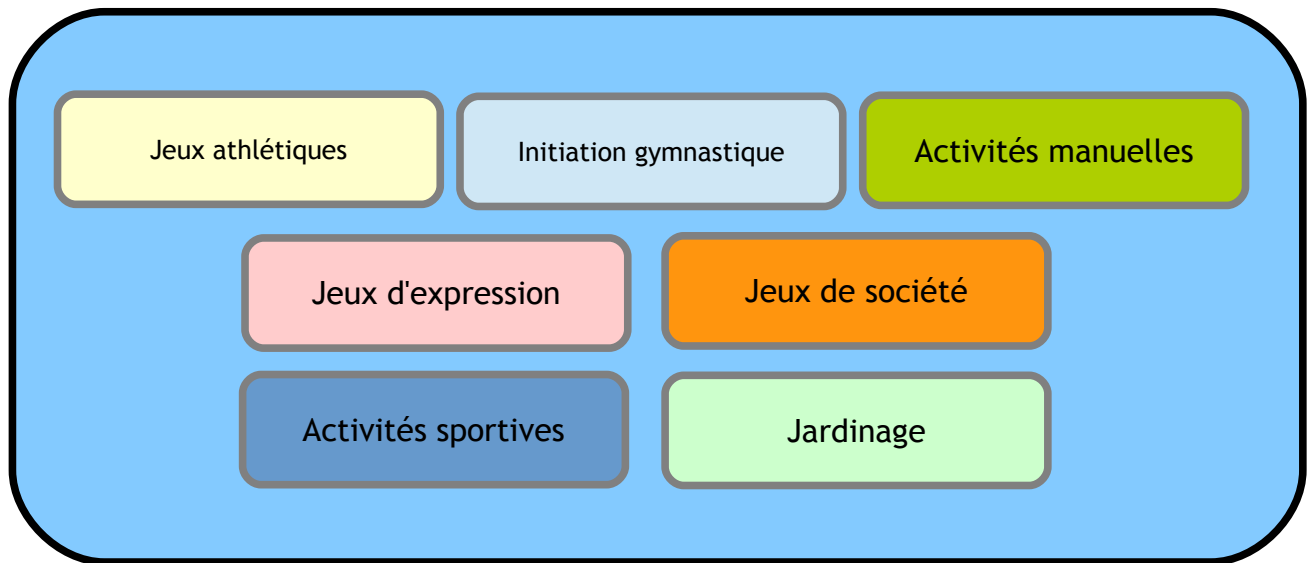 Jeux athlétiques
Initiation gymnastique
Activités manuelles
Jeux d'expression
Jeux de société
Activités sportives
Jardinage